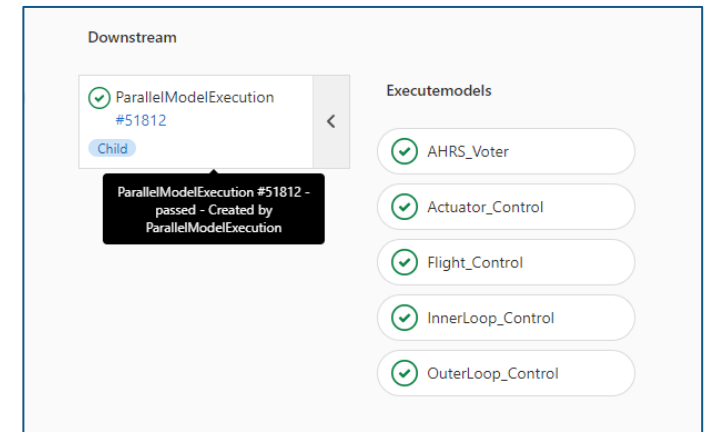 Downstream
ParallelModelExecution
#51812
Child
ParallelModelExecution #51812 -
passed - Created by
ParallelModelExecution
Executemodels
AHRS_Voter
Actuator_Control
Flight_Control
InnerLoop_Control
OuterLoop_Control